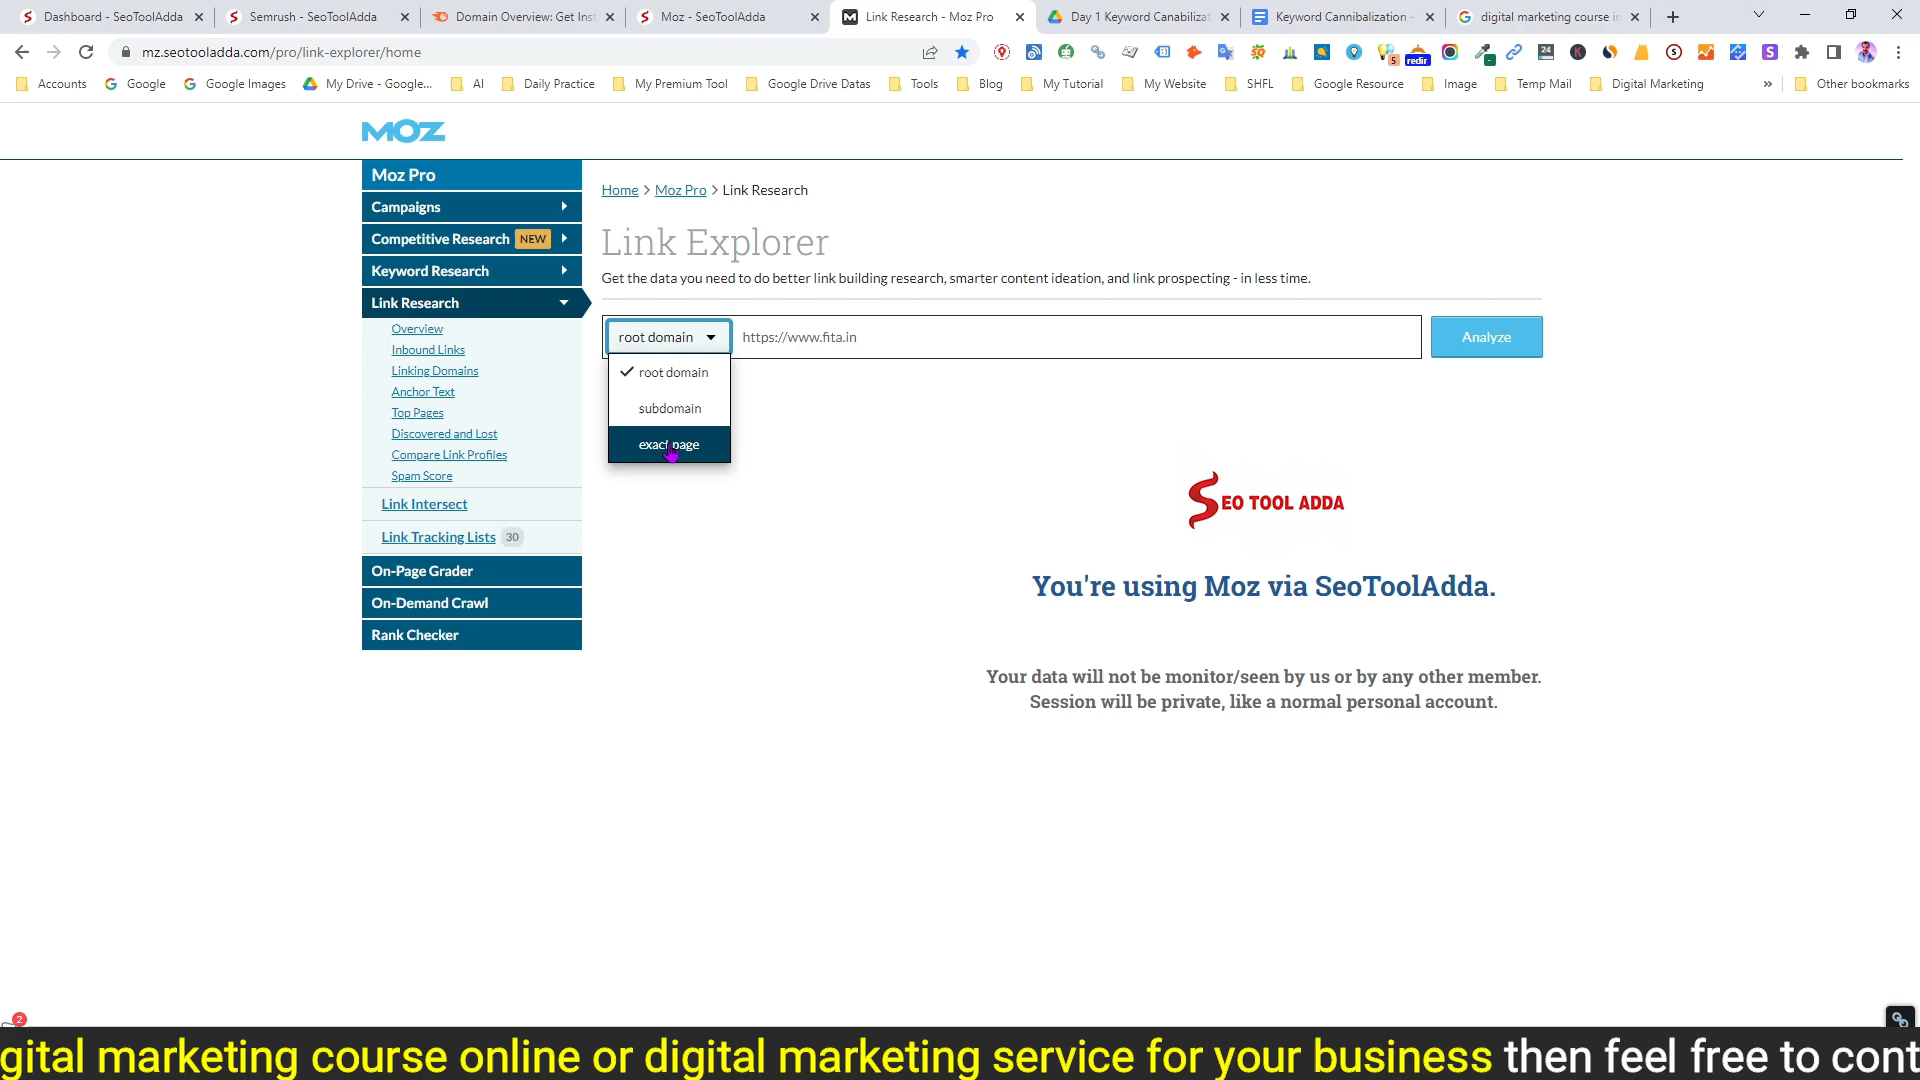 Dashboard - SeoToolAdda
Semrush - SeoToolAdda
Domain Overview: Get Inst
Moz - SeoToolAdda
Link Research - Moz Pro
Day 1 Keyword Canabilizat
Keyword Cannibalization -
digital marketing course in
mz.seotooladda.com/pro/link-explorer/home
5
redir
24
Accounts
Google
Google Images
My Drive - Google...
AI
Daily Practice
My Premium Tool
Google Drive Datas
Tools
Blog
My Tutorial
My Website
SHFL
Google Resource
Image
Temp Mail
Digital Marketing
»
Other bookmarks
MOZ
Moz Pro
Campaigns
Competitive Research NEW
Keyword Research
Link Research
Overview
Inbound Links
Linking Domains
Anchor Text
Top Pages
Discovered and Lost
Compare Link Profiles
Spam Score
Link Intersect
Link Tracking Lists 30
On-Page Grader
On-Demand Crawl
Rank Checker
Home > Moz Pro > Link Research
Link Explorer
Get the data you need to do better link building research, smarter content ideation, and link prospecting - in less time.
root domain
https://www.fita.in
Analyze
root domain
subdomain
exact page
SEO TOOL ADDA
You're using Moz via SeoToolAdda.
Your data will not be monitor/seen by us or by any other member.
Session will be private, like a normal personal account.
2
gital marketing course online or digital marketing service for your business then feel free to cont